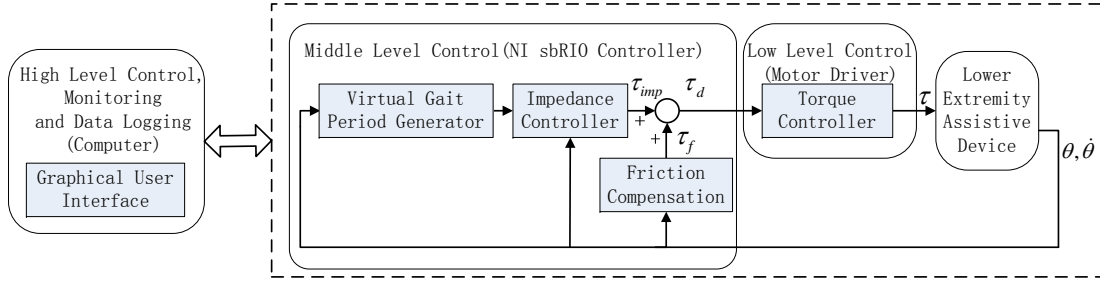 High Level Control,
Monitoring
and Data Logging
(Computer)
Graphical User
Interface
Middle Level Control(NI sbRIO Controller)
Virtual Gait
Period Generator
Impedance
Controller
τimp
+
+
τd
τf
Friction
Compensation
Low Level Control
(Motor Driver)
Torque
Controller
τ
Lower
Extremity
Assistive
Device
θ, θ̇